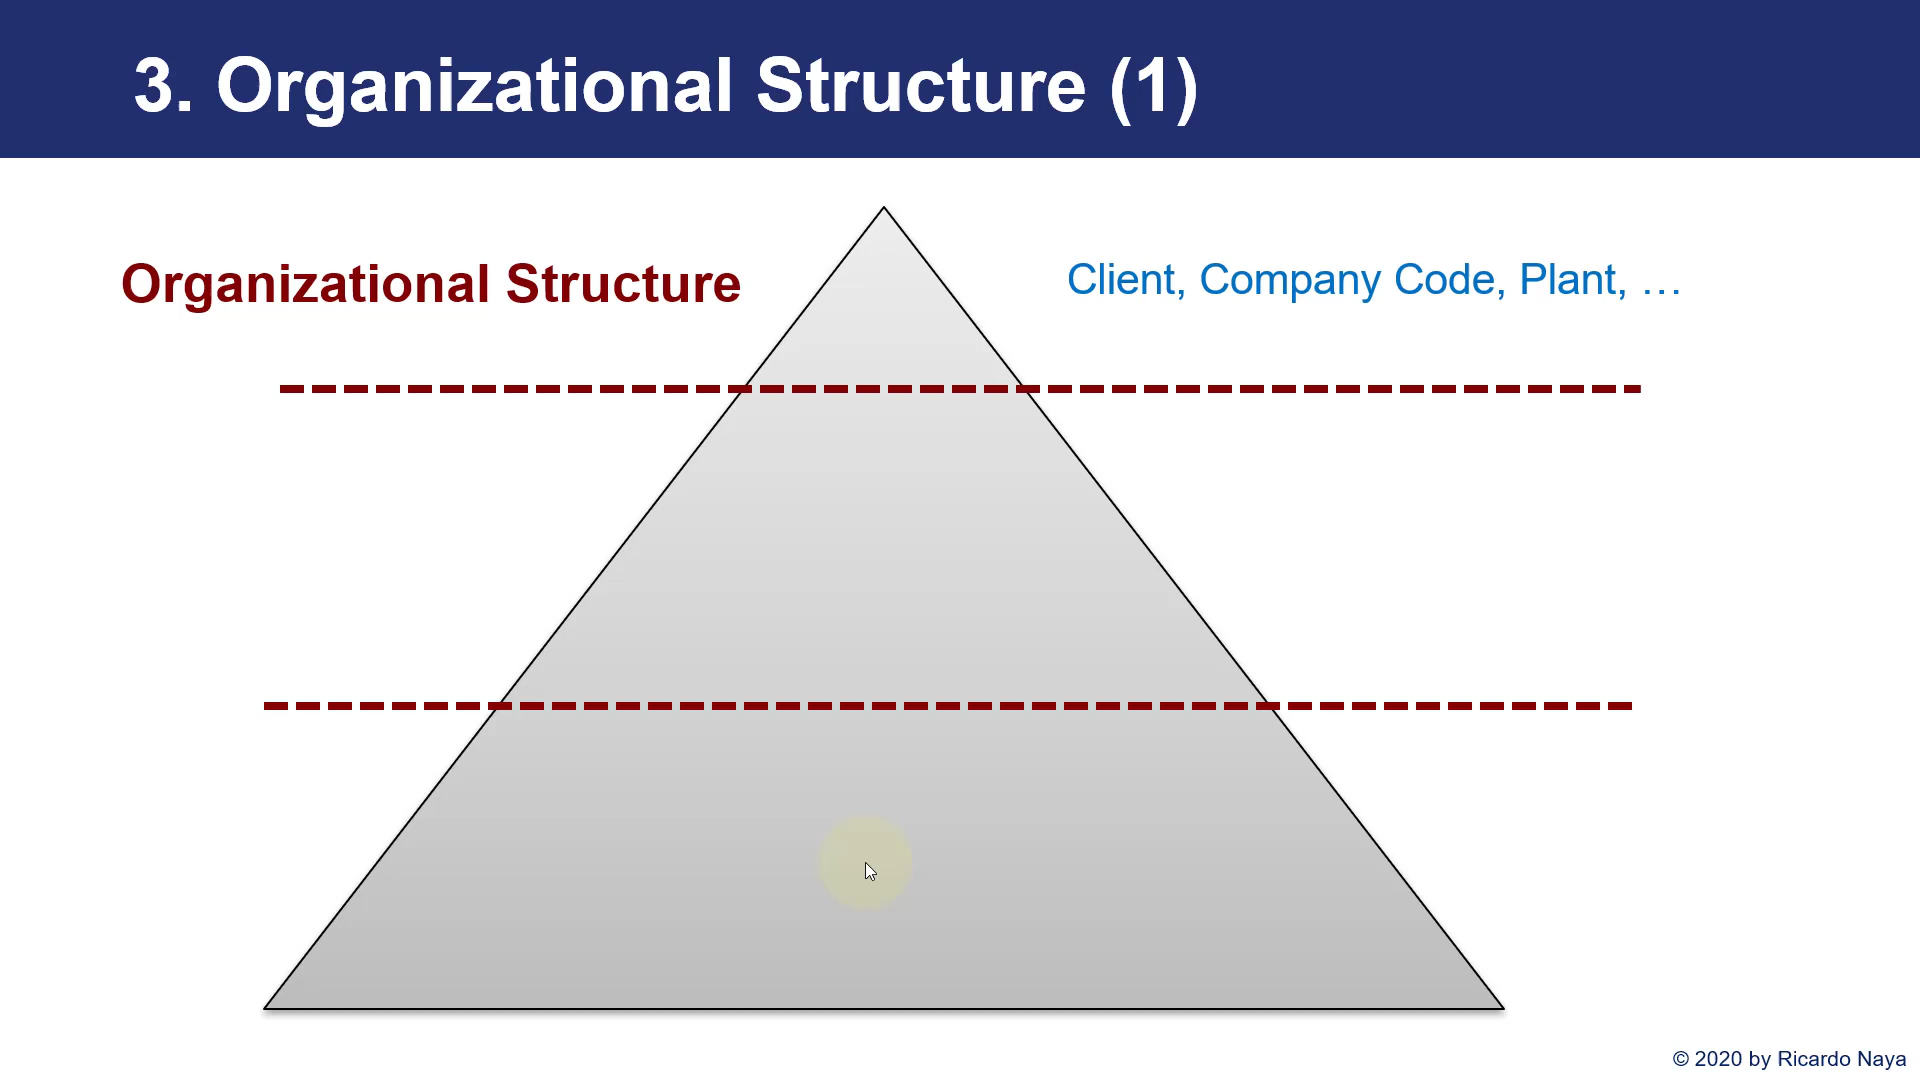 3. Organizational Structure (1)
Organizational Structure
Client, Company Code, Plant, …
© 2020 by Ricardo Naya